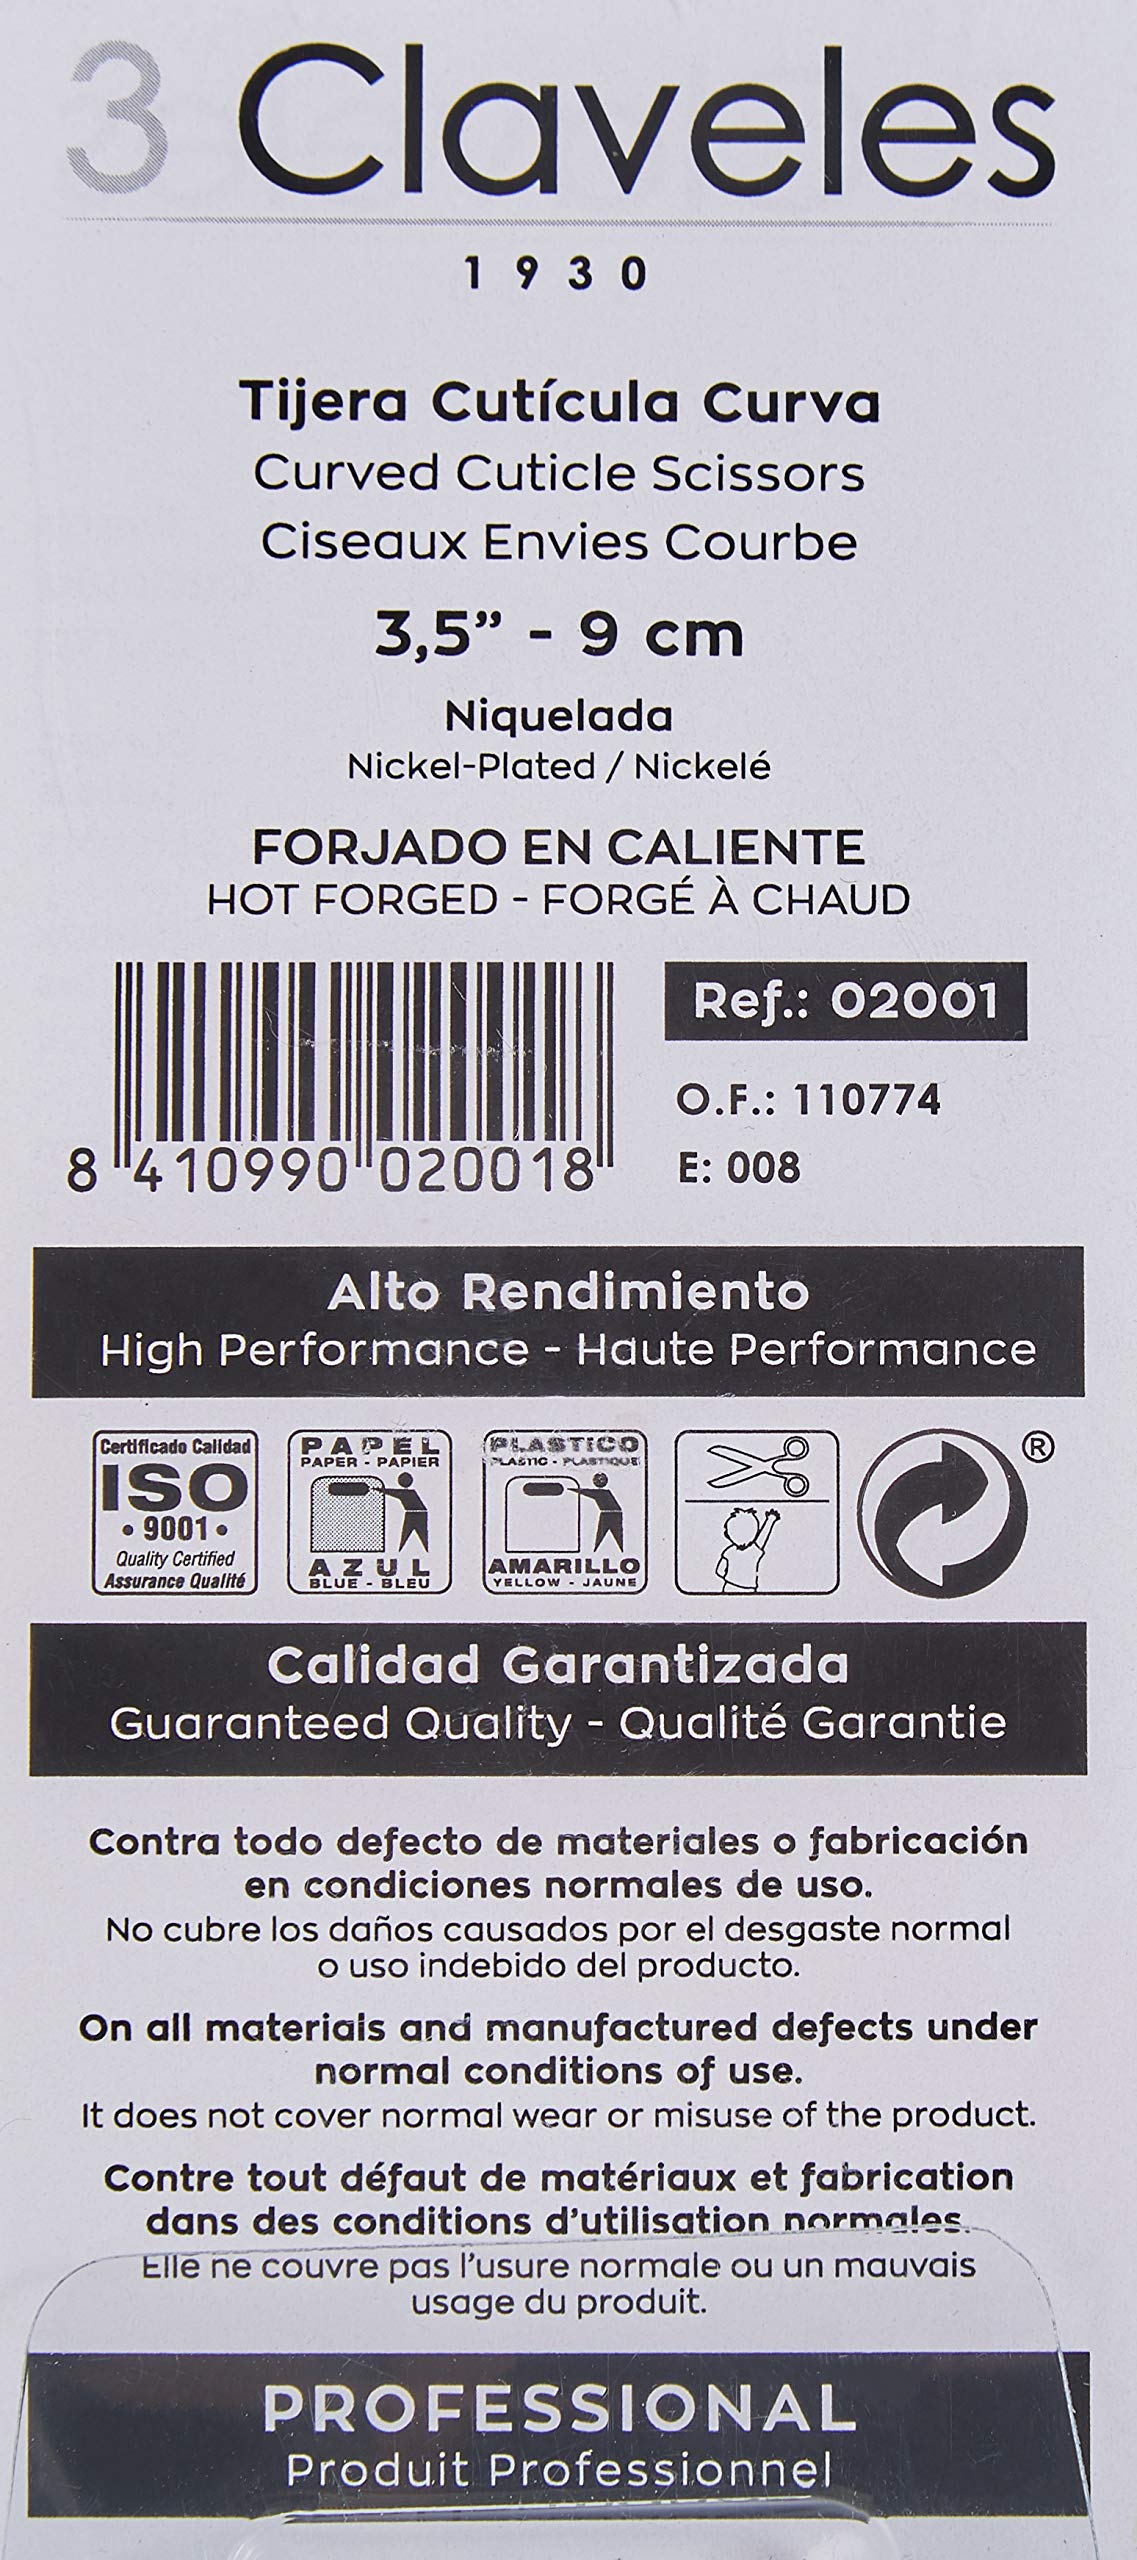 3 Claveles
1930
Tijera Cutícula Curva
Curved Cuticle Scissors
Ciseaux Envies Courbe
3,5” - 9 cm
Niquelada
Nickel-Plated / Nickelé
FORJADO EN CALIENTE
HOT FORGED - FORGÉ À CHAUD
8 410990 020018
Ref.: 02001
O.F.: 110774
E: 008
Alto Rendimiento
High Performance - Haute Performance
Certificado Calidad
ISO
• 9001 •
Quality Certified
Assurance Qualité
PAPEL
PAPER - PAPIER
AZUL
BLUE - BLEU
PLASTICO
PLASTIC - PLASTIQUE
AMARILLO
YELLOW - JAUNE
®
Calidad Garantizada
Guaranteed Quality - Qualité Garantie
Contra todo defecto de materiales o fabricación
en condiciones normales de uso.
No cubre los daños causados por el desgaste normal
o uso indebido del producto.
On all materials and manufactured defects under
normal conditions of use.
It does not cover normal wear or misuse of the product.
Contre tout défaut de matériaux et fabrication
dans des conditions d’utilisation normales.
Elle ne couvre pas l’usure normale ou un mauvais
usage du produit.
PROFESSIONAL
Produit Professionnel